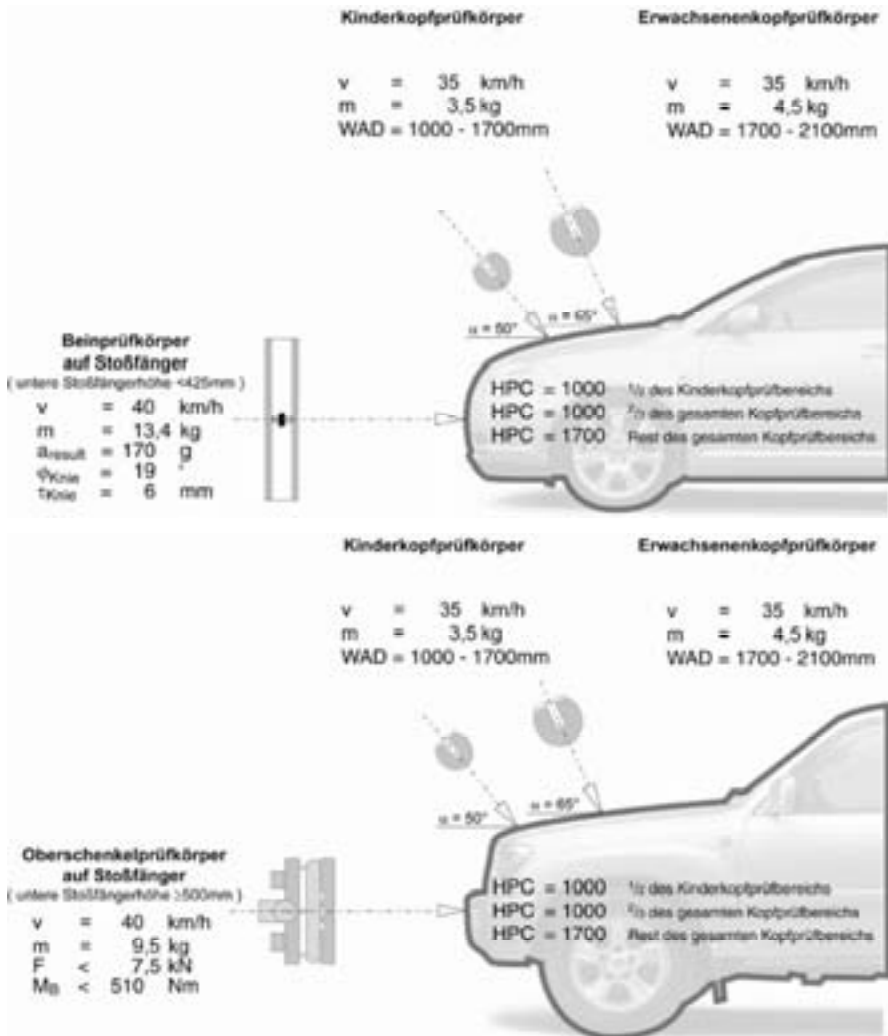 Kinderkopfprüfkörper Erwachsenenkopfprüfkörper
v = 35 km/h v = 35 km/h
m = 3,5 kg m = 4,5 kg
WAD = 1000 - 1700mm WAD = 1700 - 2100mm
α = 50° α = 65°
Beinprüfkörper
auf Stoßfänger
( untere Stoßfängerhöhe <425mm )
v = 40 km/h
m = 13,4 kg
aresult = 170 g
φKnie = 19 °
τKnie = 6 mm
HPC = 1000 1/2 des Kinderkopfprüfbereichs
HPC = 1000 2/3 des gesamten Kopfprüfbereichs
HPC = 1700 Rest des gesamten Kopfprüfbereichs
Kinderkopfprüfkörper Erwachsenenkopfprüfkörper
v = 35 km/h v = 35 km/h
m = 3,5 kg m = 4,5 kg
WAD = 1000 - 1700mm WAD = 1700 - 2100mm
α = 50° α = 65°
Oberschenkelprüfkörper
auf Stoßfänger
( untere Stoßfängerhöhe ≥500mm )
v = 40 km/h
m = 9,5 kg
F < 7,5 kN
MB < 510 Nm
HPC = 1000 1/2 des Kinderkopfprüfbereichs
HPC = 1000 2/3 des gesamten Kopfprüfbereichs
HPC = 1700 Rest des gesamten Kopfprüfbereichs